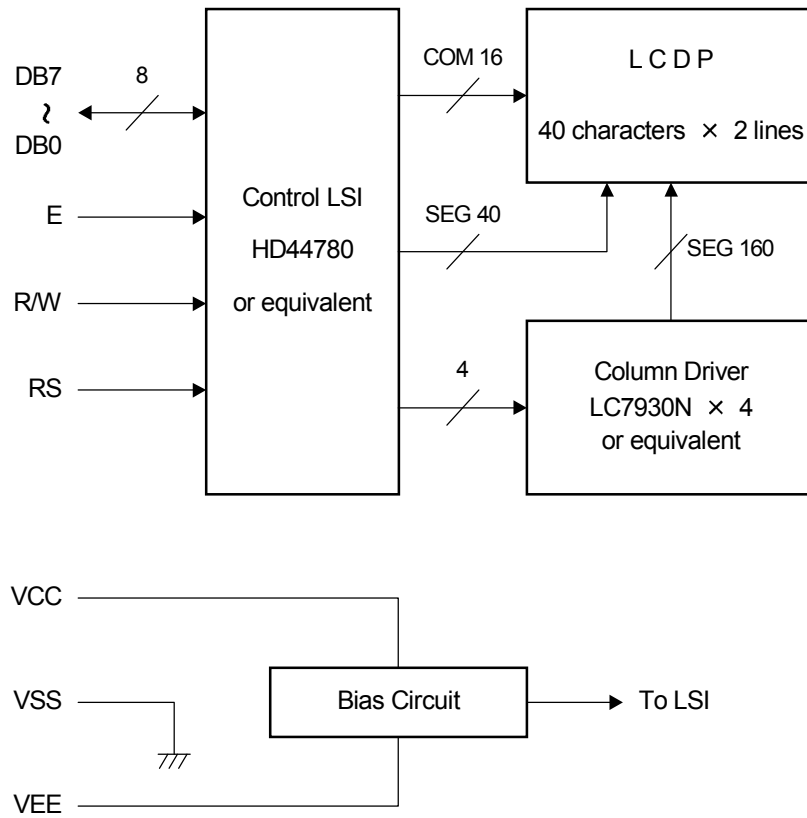 DB7
~
DB0
8
E
R/W
RS
Control LSI
HD44780
or equivalent
COM 16
SEG 40
4
L C D P
40 characters × 2 lines
SEG 160
Column Driver
LC7930N × 4
or equivalent
VCC
VSS
VEE
Bias Circuit
To LSI